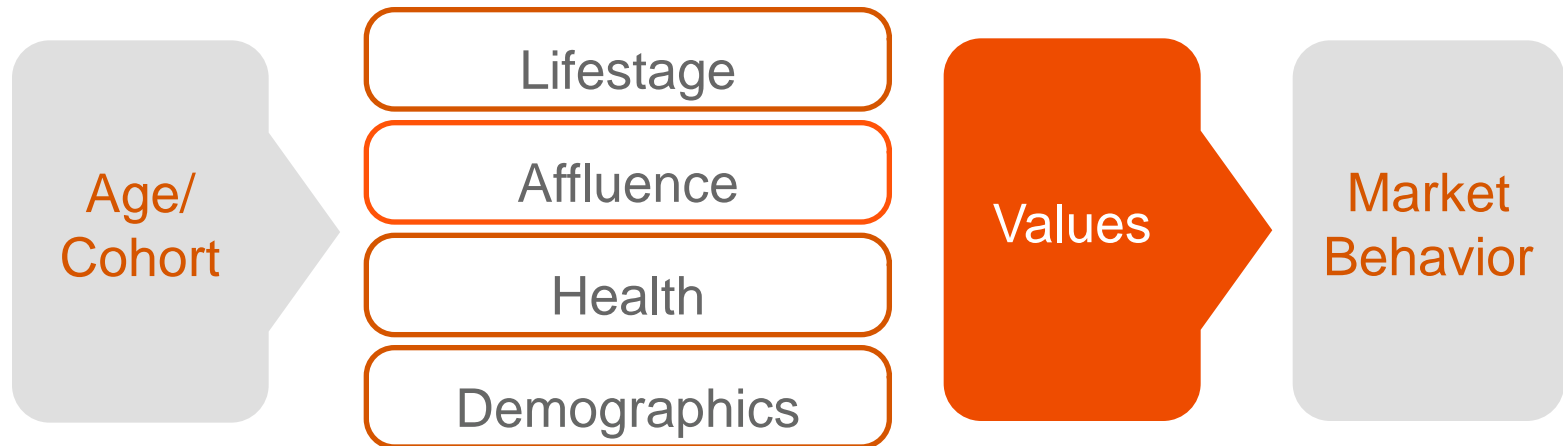 Age/
Cohort
Lifestage
Affluence
Health
Demographics
Values
Market
Behavior